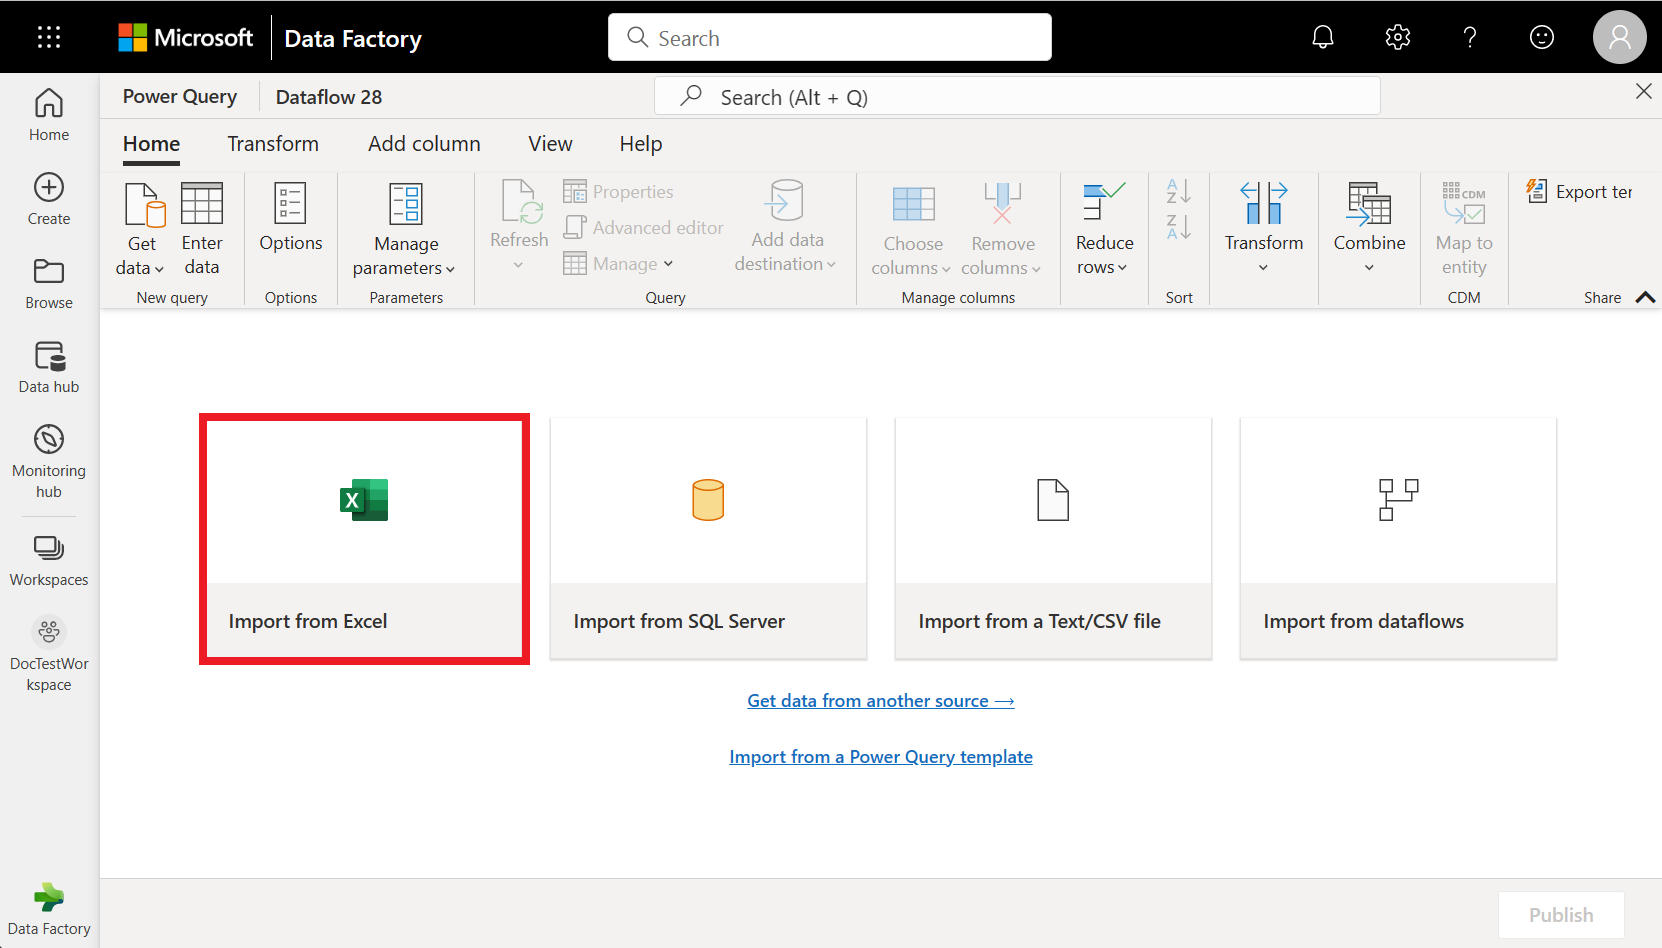 Microsoft Data Factory
Search
Power Query Dataflow 28
Search (Alt + Q)
Home Transform Add column View Help
Get data
Enter data
New query
Options
Options
Manage parameters
Parameters
Refresh
Properties
Advanced editor
Manage
Add data destination
Query
Choose columns
Remove columns
Manage columns
Reduce rows
A
Z
Z
A
Sort
Transform
Combine
CDM
Map to entity
CDM
Export ter
Share
Home
Create
Browse
Data hub
Monitoring
hub
Workspaces
DocTestWor
kspace
Data Factory
X
Import from Excel
Import from SQL Server
Import from a Text/CSV file
Import from dataflows
Get data from another source →
Import from a Power Query template
Publish